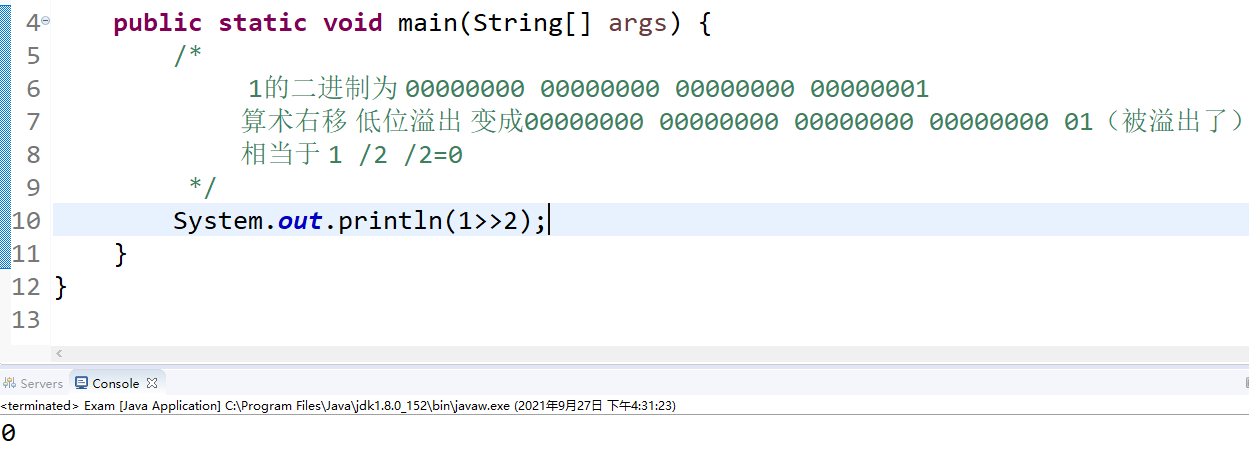 4 public static void main(String[] args) {
5 /*
6 1的二进制为 00000000 00000000 00000000 00000001
7 算术右移 低位溢出 变成00000000 00000000 00000000 00000000 01（被溢出了）
8 相当于 1 /2 /2=0
9 */
10 System.out.println(1>>2);
11 }
12 }
13
Servers Console
<terminated> Exam [Java Application] C:\Program Files\Java\jdk1.8.0_152\bin\javaw.exe (2021年9月27日 下午4:31:23)
0